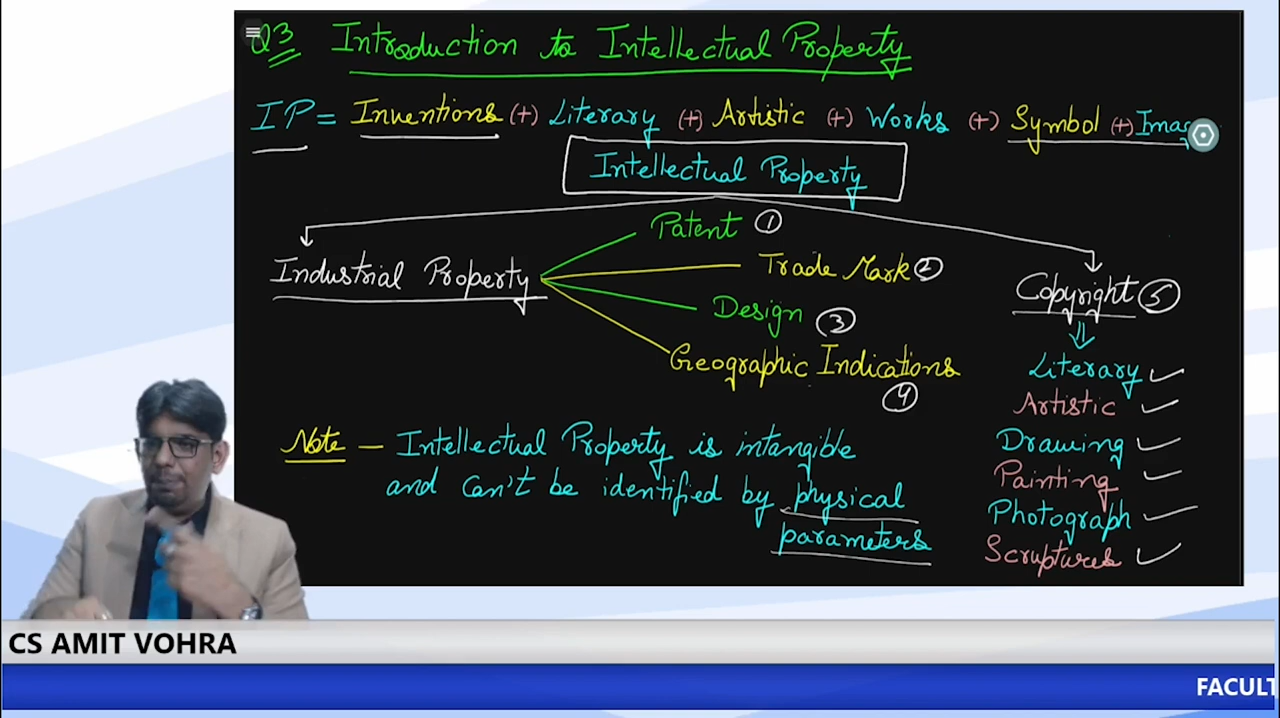 Q3 Introduction to Intellectual Property
IP = Inventions (+) Literary (+) Artistic (+) Works (+) Symbol (+) Imag
Intellectual Property
Patent ①
Industrial Property
Trade Mark ②
Design ③
Geographic Indications
④
Copyright ⑤
Literary
Artistic
Drawing
Painting
Photograph
Scruptures
Note – Intellectual Property is intangible
and can't be identified by physical
parameters
CS AMIT VOHRA
FACULT